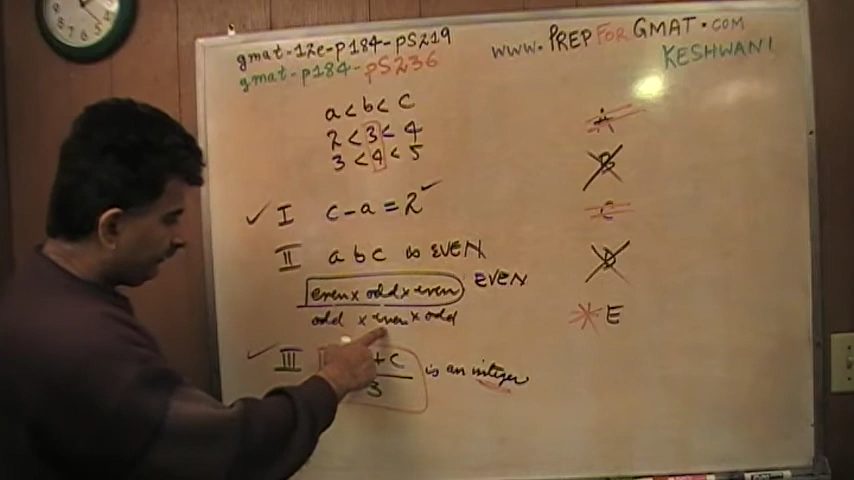 gmat-12e-p184-PS219
gmat-p184-PS236
www.PREPFORGMAT.COM
KESHWANI
a < b < c
2 < 3 < 4
3 < 4 < 5
✓ I c - a = 2 ✓
II abc is EVEN
even x odd x even EVEN
odd x even x odd
✓ III + c is an integer
3
A
B
C
D
* E